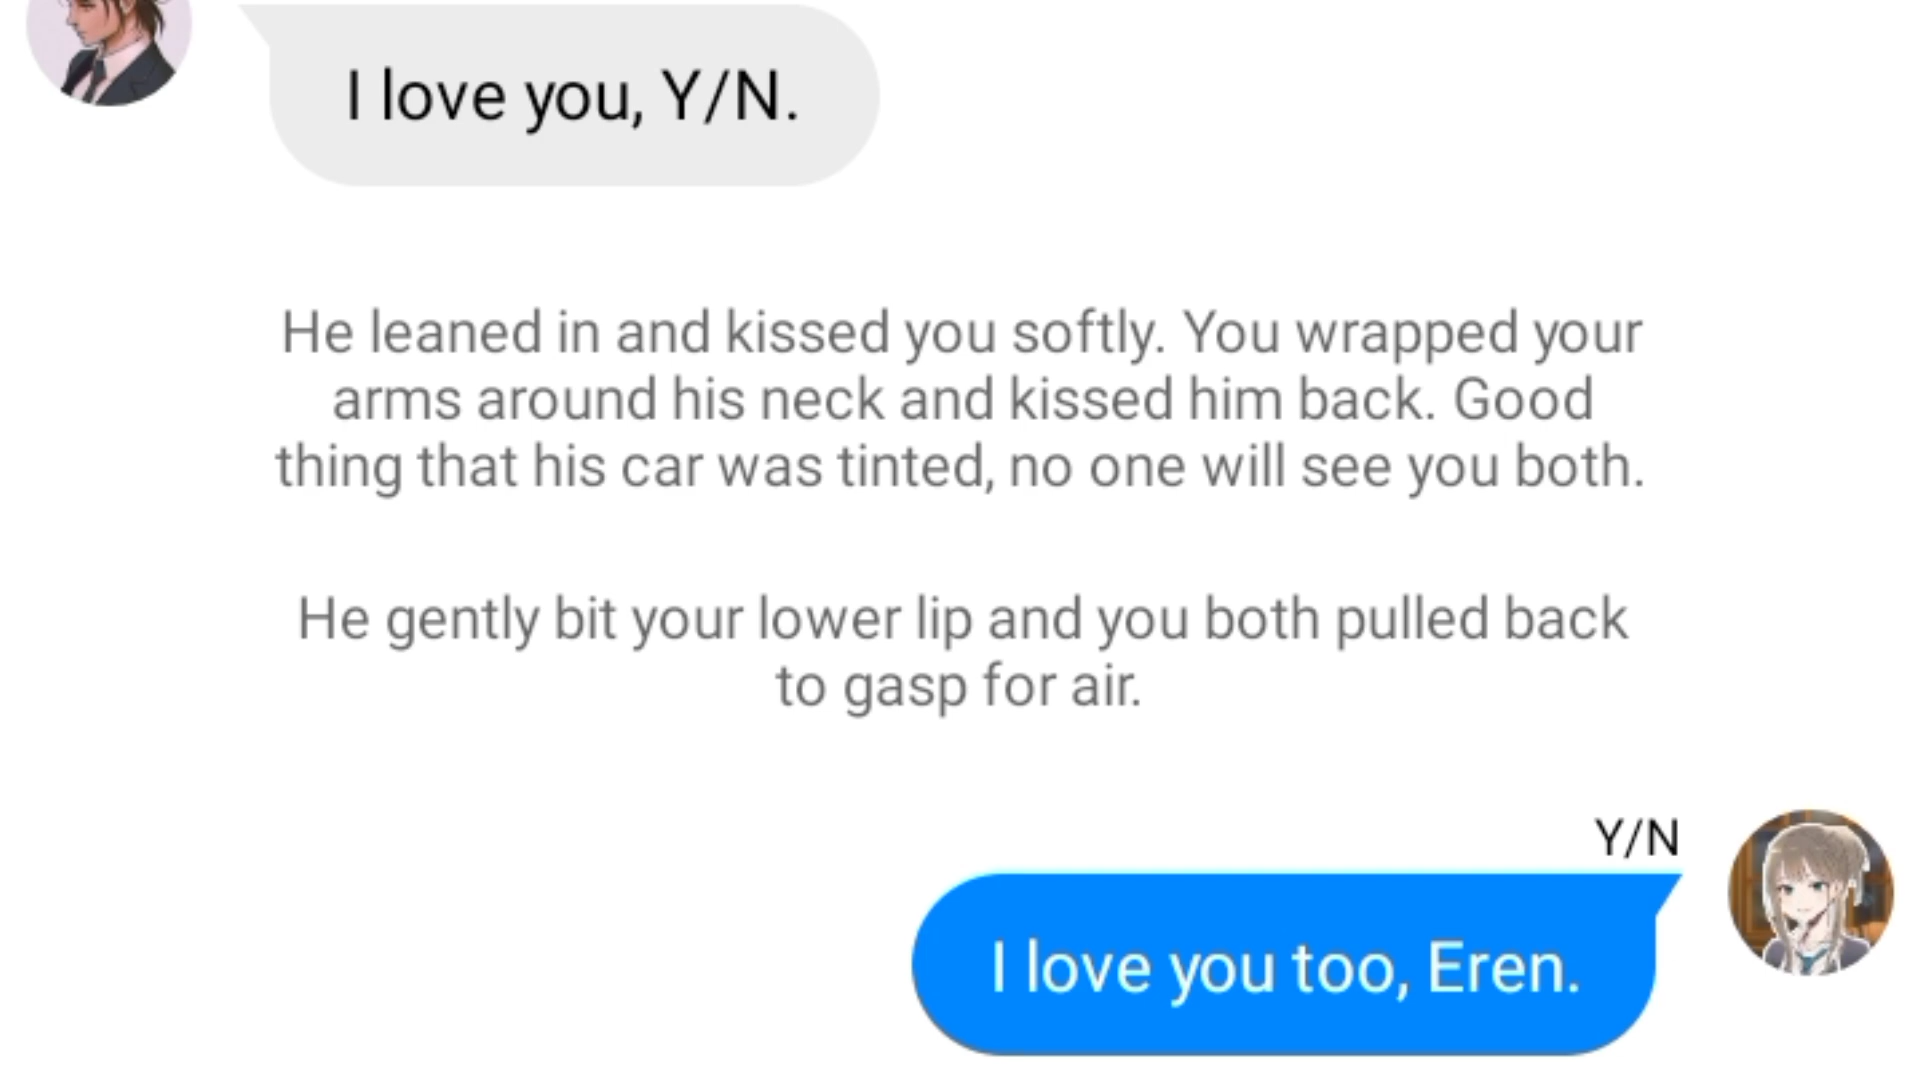 I love you, Y/N.
He leaned in and kissed you softly. You wrapped your
arms around his neck and kissed him back. Good
thing that his car was tinted, no one will see you both.
He gently bit your lower lip and you both pulled back
to gasp for air.
Y/N
I love you too, Eren.